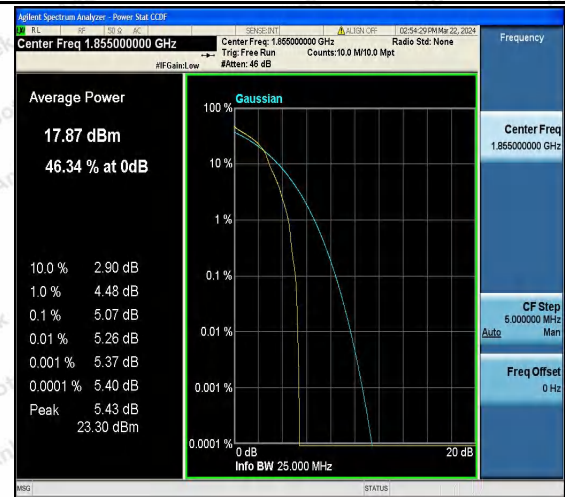 Agilent Spectrum Analyzer - Power Stat CCDF
RL RF 50 Ω AC SENSE:INT ALIGN OFF 02:54:29 PM Mar 22, 2024
Center Freq 1.855000000 GHz
Center Freq: 1.855000000 GHz Radio Std: None
Trig: Free Run Counts:10.0 M/10.0 Mpt
#IFGain:Low #Atten: 46 dB
Frequency
Average Power
17.87 dBm
46.34 % at 0dB
10.0 % 2.90 dB
1.0 % 4.48 dB
0.1 % 5.07 dB
0.01 % 5.26 dB
0.001 % 5.37 dB
0.0001 % 5.40 dB
Peak 5.43 dB
23.30 dBm
Gaussian
100 %
10 %
1 %
0.1 %
0.01 %
0.001 %
0.0001 %
0 dB 20 dB
Info BW 25.000 MHz
Center Freq
1.855000000 GHz
CF Step
5.000000 MHz
Auto Man
Freq Offset
0 Hz
MSG STATUS